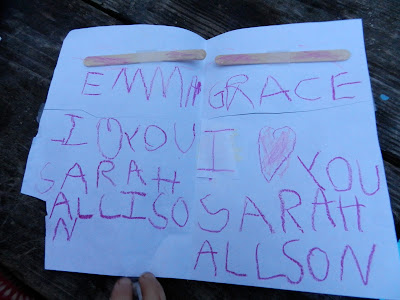 EMMA
I ♡ YOU
SARAH
ALLISO
N
GRACE
I ♡ YOU
SARAH
ALLSON